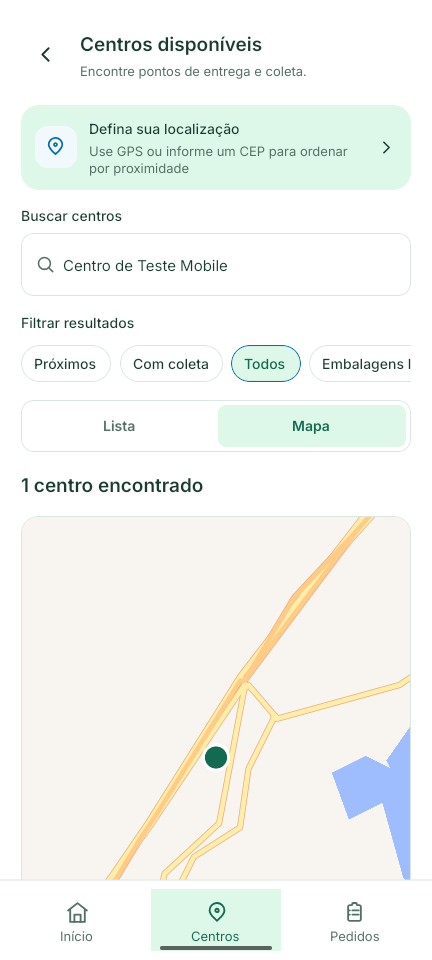 Centros disponíveis
Encontre pontos de entrega e coleta.
Defina sua localização
Use GPS ou informe um CEP para ordenar
por proximidade
Buscar centros
Centro de Teste Mobile
Filtrar resultados
Próximos
Com coleta
Todos
Embalagens
Lista
Mapa
1 centro encontrado
Início
Centros
Pedidos